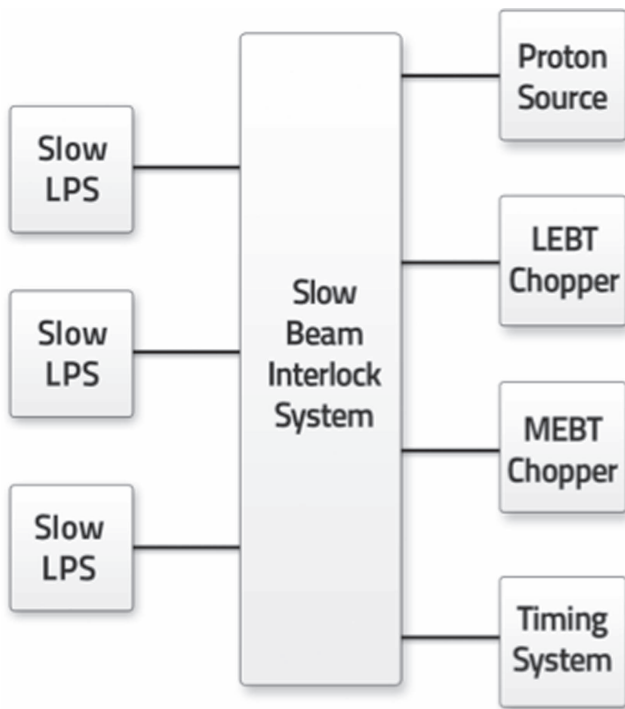 Slow
LPS
Slow
LPS
Slow
LPS
Slow
Beam
Interlock
System
Proton
Source
LEBT
Chopper
MEBT
Chopper
Timing
System